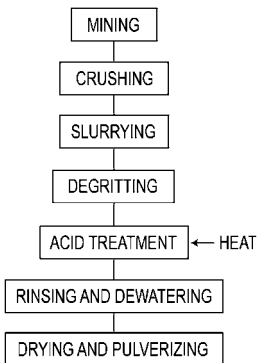 MINING
CRUSHING
SLURRYING
DEGRITTING
ACID TREATMENT ← HEAT
RINSING AND DEWATERING
DRYING AND PULVERIZING